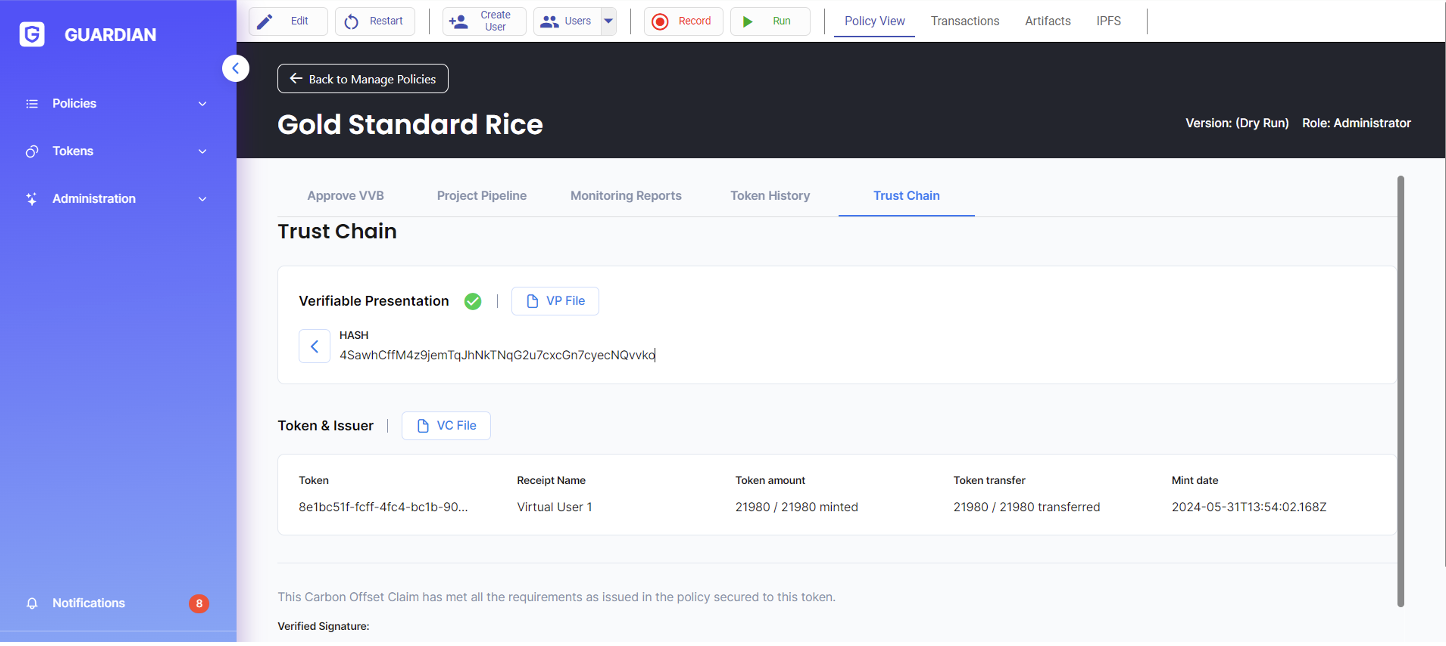 GUARDIAN
Policies
Tokens
Administration
Notifications 8
Edit Restart Create User Users Record Run Policy View Transactions Artifacts IPFS
Back to Manage Policies
Gold Standard Rice
Version: (Dry Run) Role: Administrator
Approve VVB Project Pipeline Monitoring Reports Token History Trust Chain
Trust Chain
Verifiable Presentation VP File
HASH
4SawhCffM4z9jemTqJhNkTNqG2u7cxcGn7cyecNQvvko
Token & Issuer VC File
Token Receipt Name Token amount Token transfer Mint date
8e1bc51f-fcff-4fc4-bc1b-90... Virtual User 1 21980 / 21980 minted 21980 / 21980 transferred 2024-05-31T13:54:02.168Z
This Carbon Offset Claim has met all the requirements as issued in the policy secured to this token.
Verified Signature: